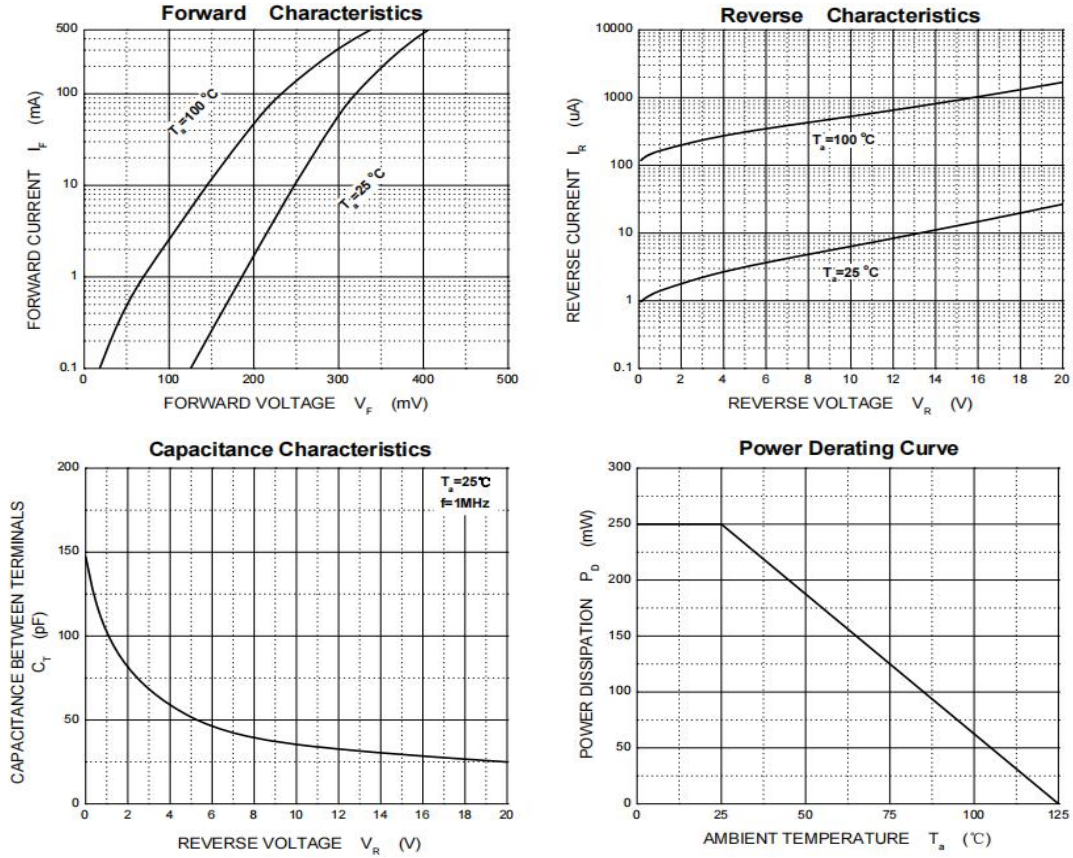 Forward Characteristics
FORWARD CURRENT I_F (mA)
500
100
10
1
0.1
T_a=100 °C
T_a=25 °C
0 100 200 300 400 500
FORWARD VOLTAGE V_F (mV)
Reverse Characteristics
REVERSE CURRENT I_R (uA)
10000
1000
100
10
1
0.1
T_a=100 °C
T_a=25 °C
0 2 4 6 8 10 12 14 16 18 20
REVERSE VOLTAGE V_R (V)
Capacitance Characteristics
CAPACITANCE BETWEEN TERMINALS
C_T (pF)
200
150
100
50
0
T_a=25℃
f=1MHz
0 2 4 6 8 10 12 14 16 18 20
REVERSE VOLTAGE V_R (V)
Power Derating Curve
POWER DISSIPATION P_D (mW)
300
250
200
150
100
50
0
0 25 50 75 100 125
AMBIENT TEMPERATURE T_a (℃)